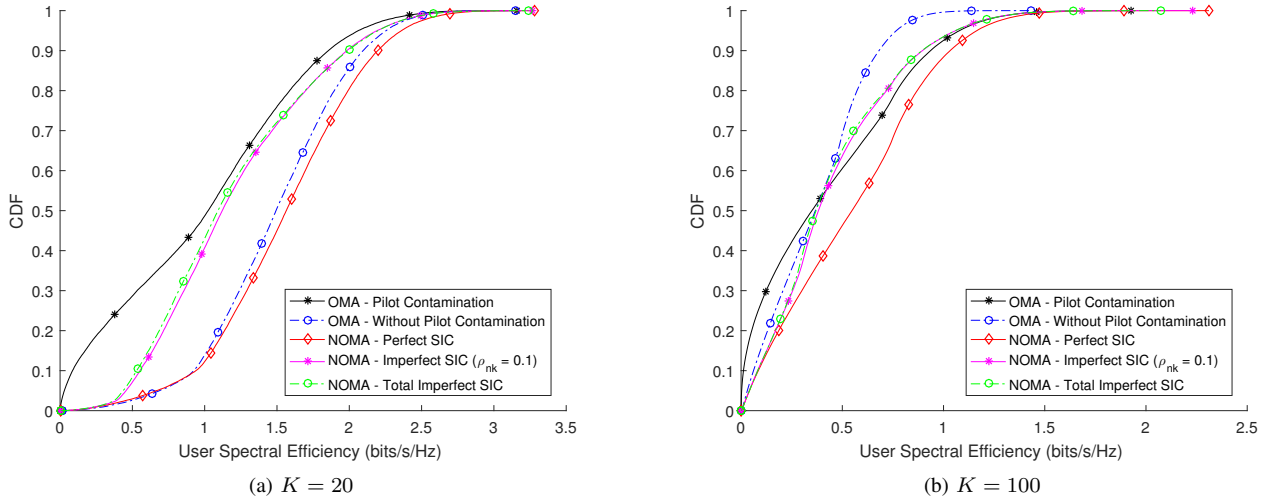 1
0.9
0.8
0.7
0.6
0.5
0.4
0.3
0.2
0.1
0
CDF
0 0.5 1 1.5 2 2.5 3 3.5
User Spectral Efficiency (bits/s/Hz)
OMA - Pilot Contamination
OMA - Without Pilot Contamination
NOMA - Perfect SIC
NOMA - Imperfect SIC (ρnk = 0.1)
NOMA - Total Imperfect SIC
(a) K = 20
1
0.9
0.8
0.7
0.6
0.5
0.4
0.3
0.2
0.1
0
CDF
0 0.5 1 1.5 2 2.5
User Spectral Efficiency (bits/s/Hz)
OMA - Pilot Contamination
OMA - Without Pilot Contamination
NOMA - Perfect SIC
NOMA - Imperfect SIC (ρnk = 0.1)
NOMA - Total Imperfect SIC
(b) K = 100